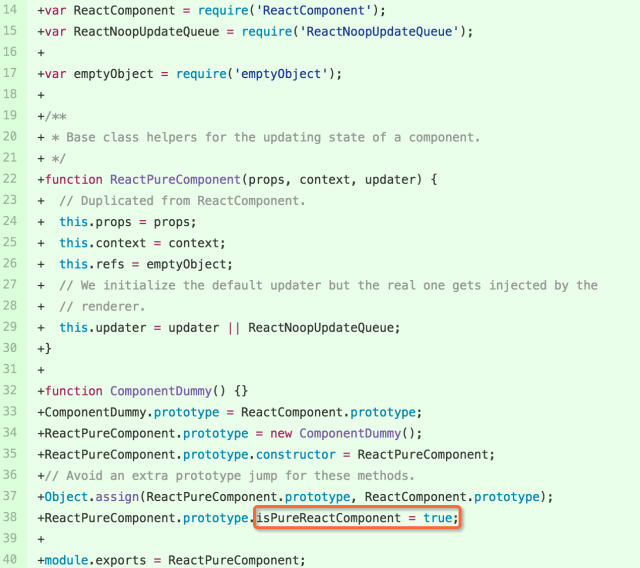 14 +var ReactComponent = require('ReactComponent');
15 +var ReactNoopUpdateQueue = require('ReactNoopUpdateQueue');
16 +
17 +var emptyObject = require('emptyObject');
18 +
19 +/**
20 + * Base class helpers for the updating state of a component.
21 + */
22 +function ReactPureComponent(props, context, updater) {
23 +  // Duplicated from ReactComponent.
24 +  this.props = props;
25 +  this.context = context;
26 +  this.refs = emptyObject;
27 +  // We initialize the default updater but the real one gets injected by the
28 +  // renderer.
29 +  this.updater = updater || ReactNoopUpdateQueue;
30 +}
31 +
32 +function ComponentDummy() {}
33 +ComponentDummy.prototype = ReactComponent.prototype;
34 +ReactPureComponent.prototype = new ComponentDummy();
35 +ReactPureComponent.prototype.constructor = ReactPureComponent;
36 +// Avoid an extra prototype jump for these methods.
37 +Object.assign(ReactPureComponent.prototype, ReactComponent.prototype);
38 +ReactPureComponent.prototype.isPureReactComponent = true;
39 +
40 +module.exports = ReactPureComponent;